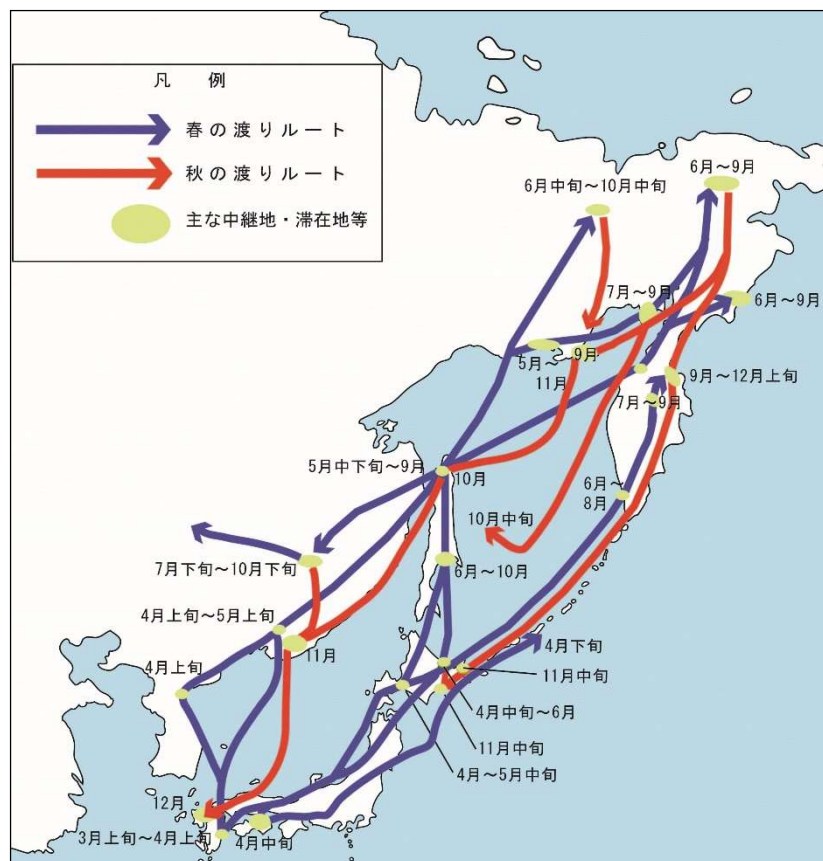 凡　例
春の渡りルート
秋の渡りルート
主な中継地・滞在地等
6月～9月
6月中旬～10月中旬
7月～9月
6月～9月
5月～
11月
9月
9月～12月上旬
7月～9月
5月中下旬～9月
10月
6月～
8月
10月中旬
7月下旬～10月下旬
6月～10月
4月上旬～5月上旬
11月
4月下旬
4月上旬
11月中旬
4月中旬～6月
11月中旬
4月～5月中旬
12月
3月上旬～4月上旬
4月中旬